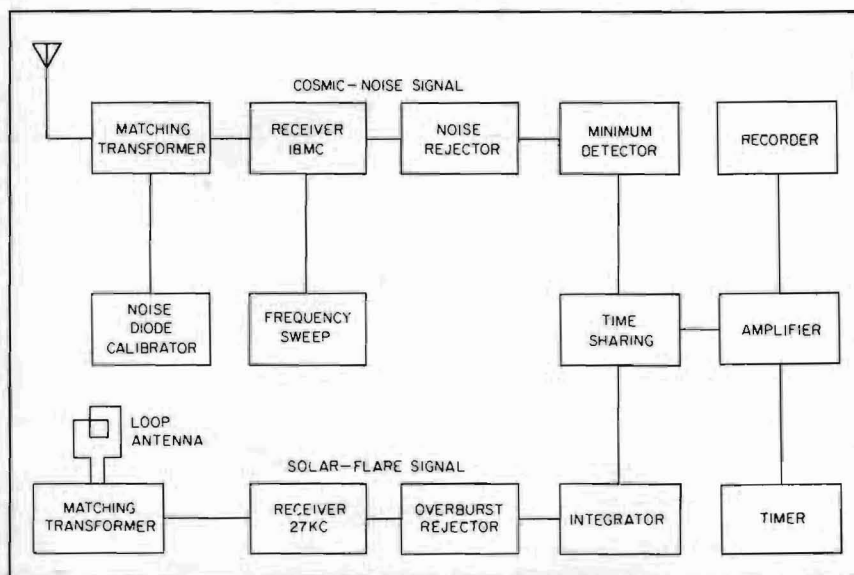 COSMIC-NOISE SIGNAL
MATCHING
TRANSFORMER
RECEIVER
18MC
NOISE
REJECTOR
MINIMUM
DETECTOR
RECORDER
NOISE
DIODE
CALIBRATOR
FREQUENCY
SWEEP
TIME
SHARING
AMPLIFIER
LOOP
ANTENNA
SOLAR-FLARE SIGNAL
MATCHING
TRANSFORMER
RECEIVER
27KC
OVERBURST
REJECTOR
INTEGRATOR
TIMER